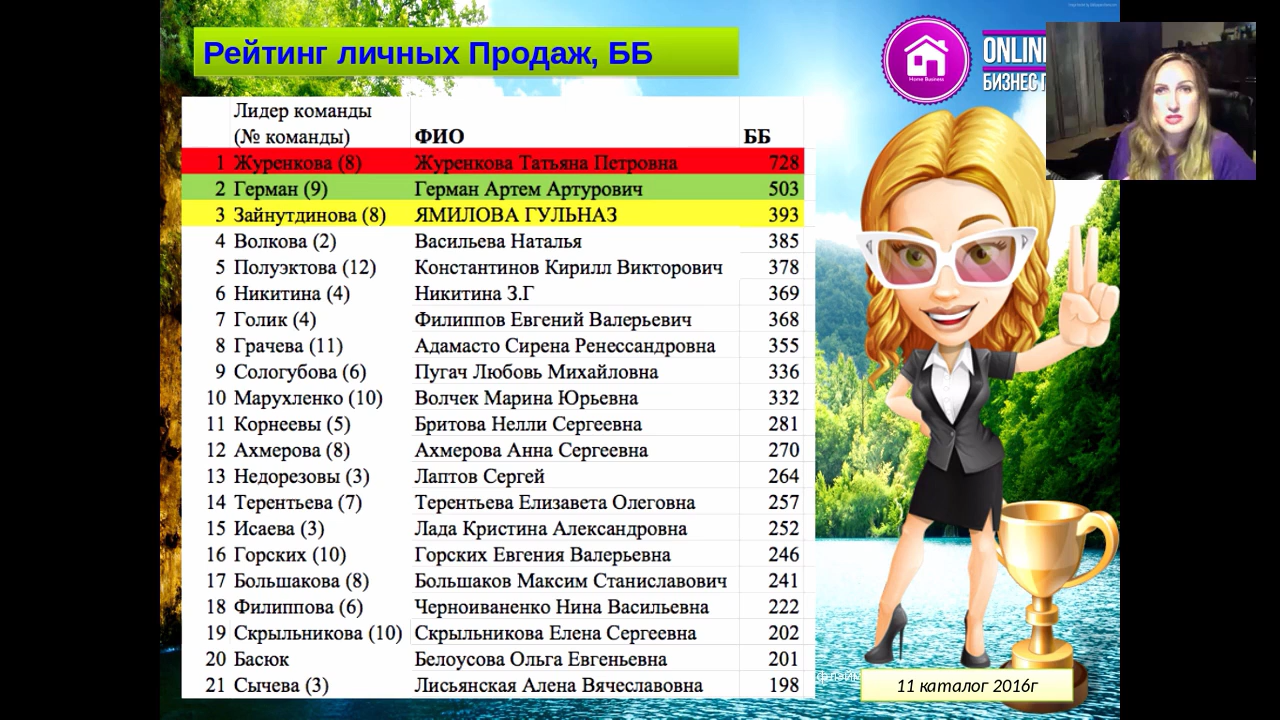 Рейтинг личных Продаж, ББ
ONLINE
БИЗНЕС
Home Business
Лидер команды
(№ команды) ФИО ББ
1 Журенкова (8) Журенкова Татьяна Петровна 728
2 Герман (9) Герман Артем Артурович 503
3 Зайнутдинова (8) ЯМИЛОВА ГУЛЬНАЗ 393
4 Волкова (2) Васильева Наталья 385
5 Полуэктова (12) Константинов Кирилл Викторович 378
6 Никитина (4) Никитина З.Г 369
7 Голик (4) Филиппов Евгений Валерьевич 368
8 Грачева (11) Адамасто Сирена Ренессандровна 355
9 Сологубова (6) Пугач Любовь Михайловна 336
10 Марухленко (10) Волчек Марина Юрьевна 332
11 Корнеевы (5) Бритова Нелли Сергеевна 281
12 Ахмерова (8) Ахмерова Анна Сергеевна 270
13 Недорезовы (3) Лаптов Сергей 264
14 Терентьева (7) Терентьева Елизавета Олеговна 257
15 Исаева (3) Лада Кристина Александровна 252
16 Горских (10) Горских Евгения Валерьевна 246
17 Большакова (8) Большаков Максим Станиславович 241
18 Филиппова (6) Черноиваненко Нина Васильевна 222
19 Скрыльникова (10) Скрыльникова Елена Сергеевна 202
20 Басюк Белоусова Ольга Евгеньевна 201
21 Сычева (3) Лисьянская Алена Вячеславовна 198
11 каталог 2016г